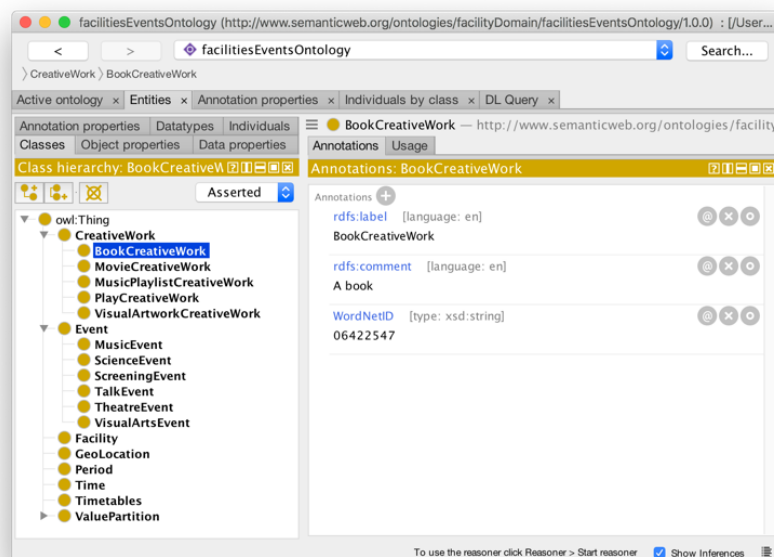 facilitiesEventsOntology (http://www.semanticweb.org/ontologies/facilityDomain/facilitiesEventsOntology/1.0.0) : [/User...
< > facilitiesEventsOntology Search...
〉CreativeWork 〉BookCreativeWork
Active ontology × Entities × Annotation properties × Individuals by class × DL Query ×
Annotation properties Datatypes Individuals
Classes Object properties Data properties
Class hierarchy: BookCreativeW
Asserted
owl:Thing
CreativeWork
BookCreativeWork
MovieCreativeWork
MusicPlaylistCreativeWork
PlayCreativeWork
VisualArtworkCreativeWork
Event
MusicEvent
ScienceEvent
ScreeningEvent
TalkEvent
TheatreEvent
VisualArtsEvent
Facility
GeoLocation
Period
Time
Timetables
ValuePartition
BookCreativeWork — http://www.semanticweb.org/ontologies/facility
Annotations Usage
Annotations: BookCreativeWork
Annotations
rdfs:label [language: en]
BookCreativeWork
rdfs:comment [language: en]
A book
WordNetID [type: xsd:string]
06422547
To use the reasoner click Reasoner > Start reasoner Show Inferences